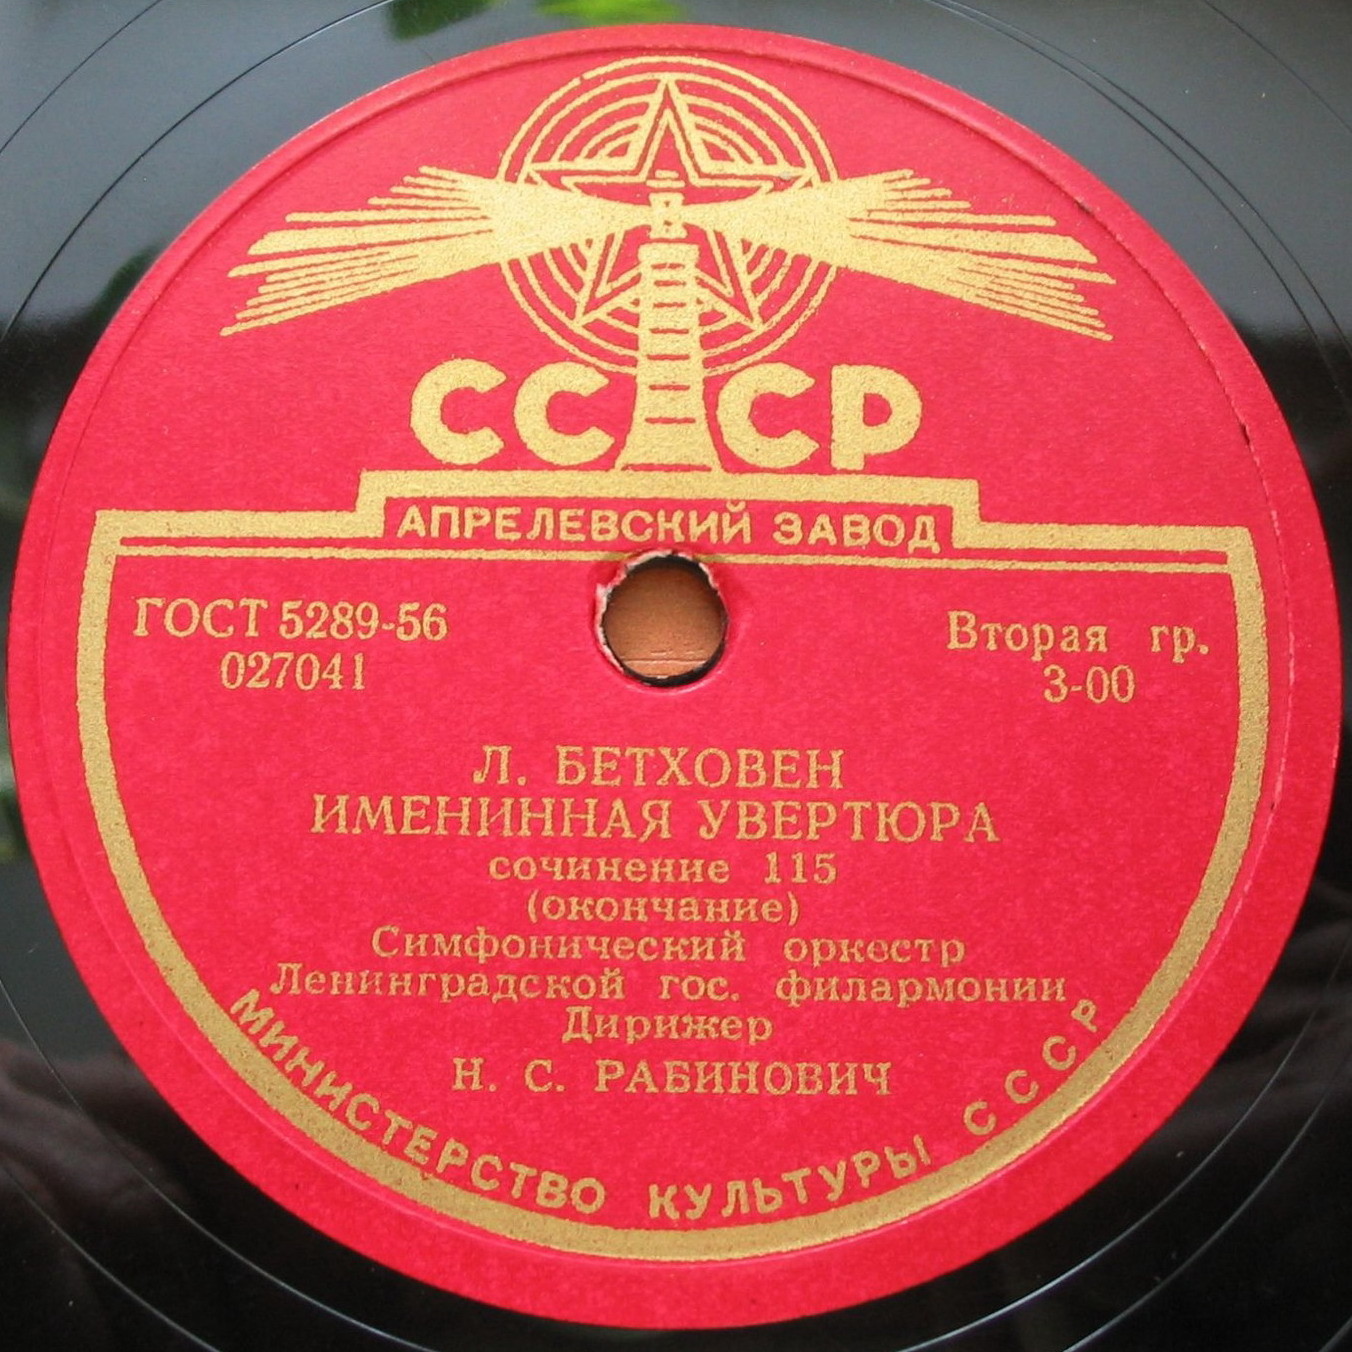 СССР
АПРЕЛЕВСКИЙ ЗАВОД
ГОСТ 5289-56
027041
Вторая гр.
3-00
Л. БЕТХОВЕН
ИМЕНИННАЯ УВЕРТЮРА
сочинение 115
(окончание)
Симфонический оркестр
Ленинградской гос. филармонии
Дирижер
Н. С. РАБИНОВИЧ
МИНИСТЕРСТВО КУЛЬТУРЫ СССР